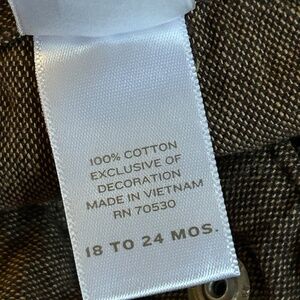 100% COTTON
EXCLUSIVE OF
DECORATION
MADE IN VIETNAM
RN 70530
18 TO 24 MOS.